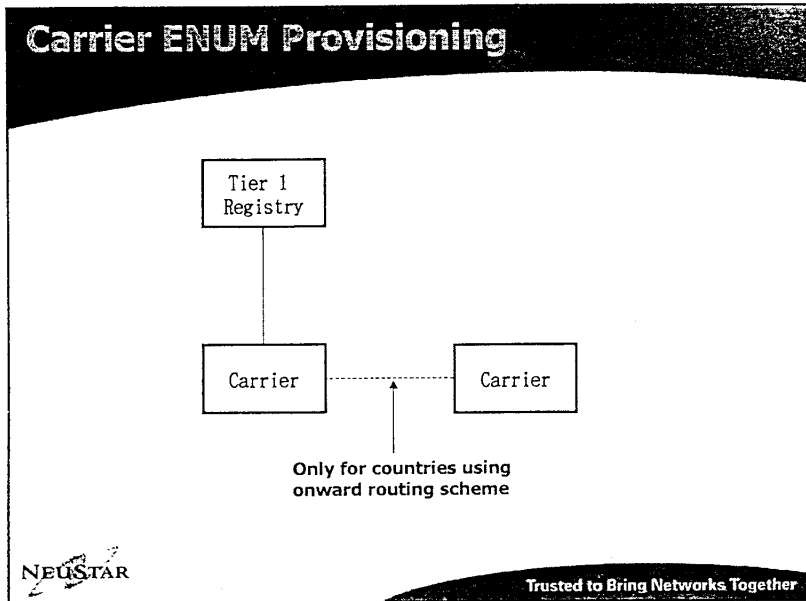 Carrier ENUM Provisioning
Tier 1
Registry
Carrier
Carrier
Only for countries using
onward routing scheme
NEUSTAR
Trusted to Bring Networks Together